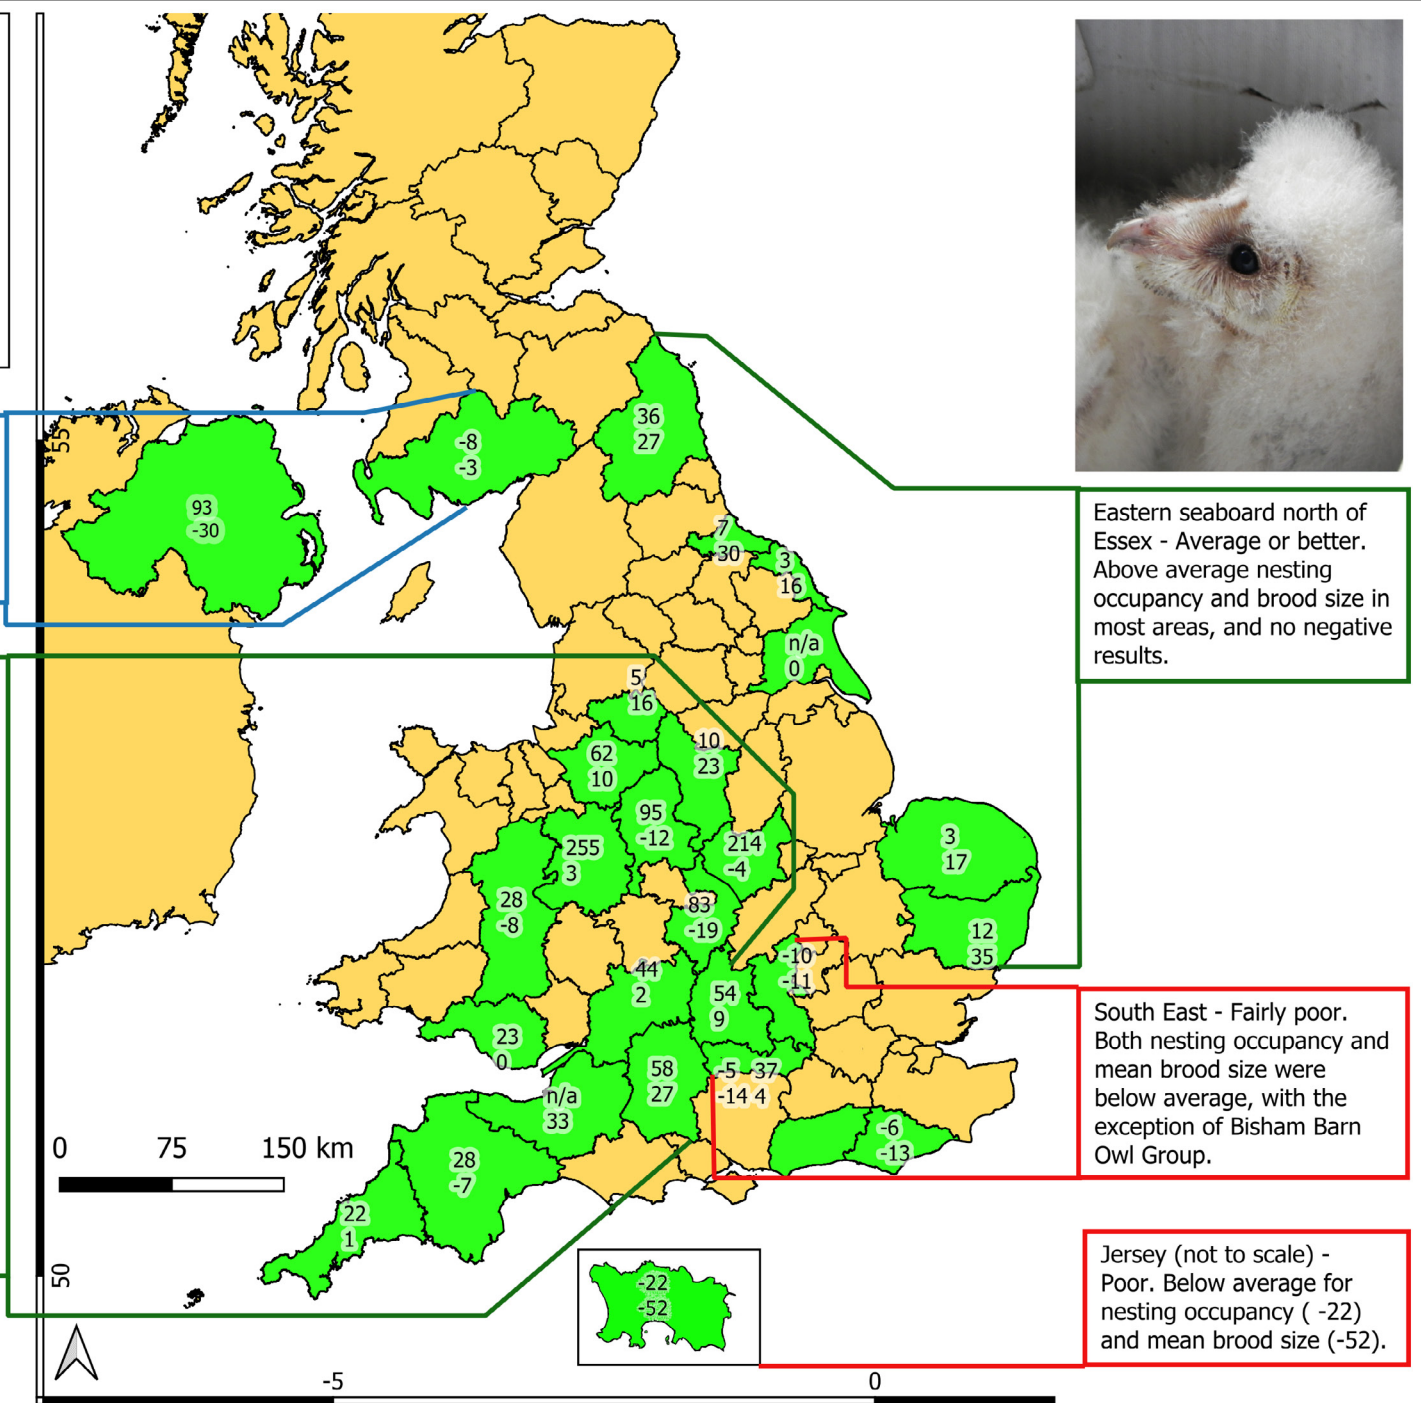 55
36
27
-8
-3
93
-30
7
30
3
16
n/a
0
5
16
62
10
10
23
95
-12
255
3
214
-4
28
-8
83
-19
3
17
12
35
-10
-11
44
2
54
9
23
0
58
27
-5 37
-14 4
n/a
33
-6
-13
28
-7
22
1
0 75 150 km
50
-22
-52
-5 0
Eastern seaboard north of
Essex - Average or better.
Above average nesting
occupancy and brood size in
most areas, and no negative
results.
South East - Fairly poor.
Both nesting occupancy and
mean brood size were
below average, with the
exception of Bisham Barn
Owl Group.
Jersey (not to scale) -
Poor. Below average for
nesting occupancy ( -22)
and mean brood size (-52).